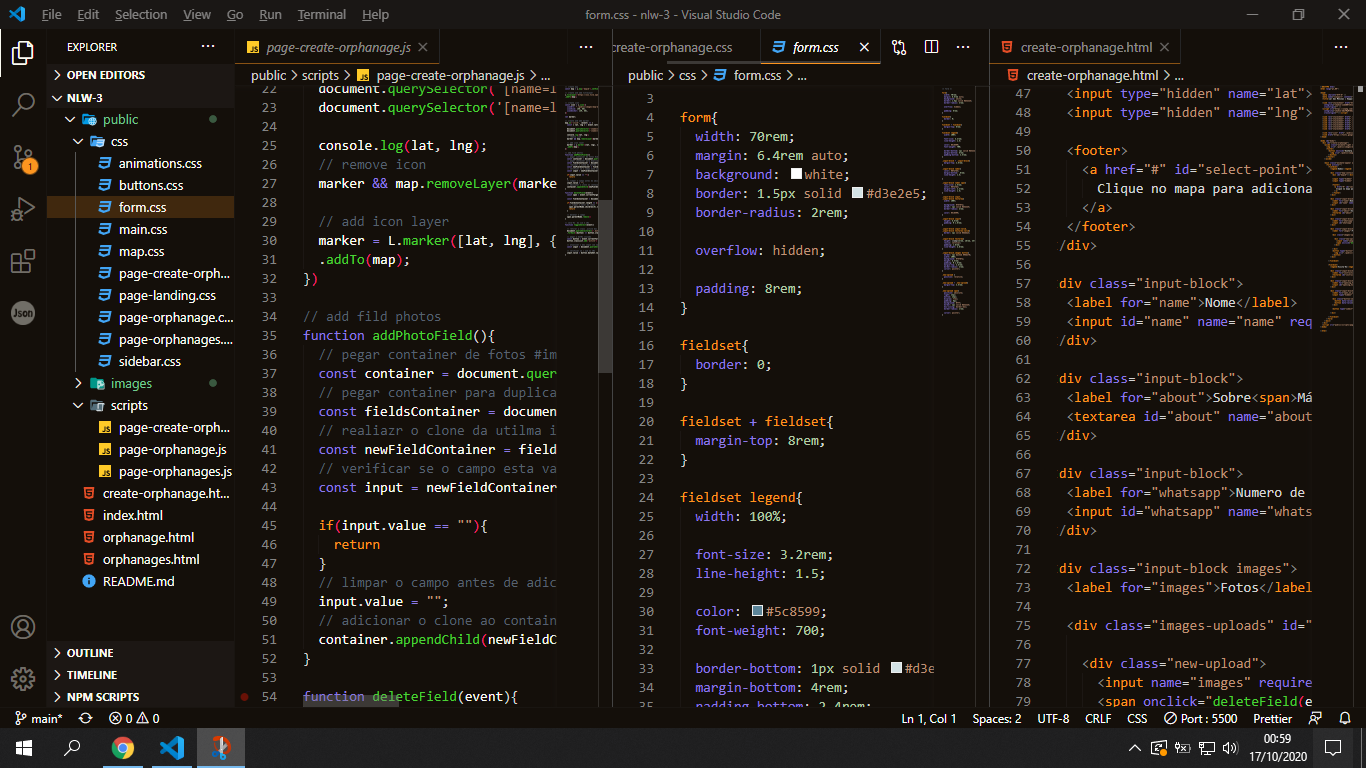 File Edit Selection View Go Run Terminal Help
form.css - nlw-3 - Visual Studio Code
EXPLORER
OPEN EDITORS
NLW-3
public
css
animations.css
buttons.css
form.css
main.css
map.css
page-create-orph...
page-landing.css
page-orphanage.c...
page-orphanages....
sidebar.css
images
scripts
page-create-orph...
page-orphanage.js
page-orphanages.js
create-orphanage.ht...
index.html
orphanage.html
orphanages.html
README.md
OUTLINE
TIMELINE
NPM SCRIPTS
1
Json
page-create-orphanage.js
public > scripts > page-create-orphanage.js > ...
22 document.querySelector('[name=l
23 document.querySelector('[name=l
24
25 console.log(lat, lng);
26 // remove icon
27 marker && map.removeLayer(marke
28
29 // add icon layer
30 marker = L.marker([lat, lng], {
31 .addTo(map);
32 })
33
34 // add fild photos
35 function addPhotoField(){
36 // pegar container de fotos #im
37 const container = document.quer
38 // pegar container para duplica
39 const fieldsContainer = documen
40 // realiazr o clone da utilma i
41 const newFieldContainer = field
42 // verificar se o campo esta va
43 const input = newFieldContainer
44
45 if(input.value == ""){
46 return
47 }
48 // limpar o campo antes de adic
49 input.value = "";
50 // adicionar o clone ao contain
51 container.appendChild(newFieldC
52 }
53
54 function deleteField(event){
create-orphanage.css
form.css
public > css > form.css > ...
3
4 form{
5 width: 70rem;
6 margin: 6.4rem auto;
7 background: white;
8 border: 1.5px solid #d3e2e5;
9 border-radius: 2rem;
10
11 overflow: hidden;
12
13 padding: 8rem;
14 }
15
16 fieldset{
17 border: 0;
18 }
19
20 fieldset + fieldset{
21 margin-top: 8rem;
22 }
23
24 fieldset legend{
25 width: 100%;
26
27 font-size: 3.2rem;
28 line-height: 1.5;
29
30 color: #5c8599;
31 font-weight: 700;
32
33 border-bottom: 1px solid #d3e
34 margin-bottom: 4rem;
35 padding-bottom: 2.4rem;
create-orphanage.html
create-orphanage.html > ...
47 <input type="hidden" name="lat">
48 <input type="hidden" name="lng">
49
50 <footer>
51 <a href="#" id="select-point">
52 Clique no mapa para adiciona
53 </a>
54 </footer>
55 /div>
56
57 div class="input-block">
58 <label for="name">Nome</label>
59 <input id="name" name="name" req
60 /div>
61
62 div class="input-block">
63 <label for="about">Sobre<span>Má
64 <textarea id="about" name="about
65 /div>
66
67 div class="input-block">
68 <label for="whatsapp">Numero de
69 <input id="whatsapp" name="whats
70 /div>
71
72 div class="input-block images">
73 <label for="images">Fotos</label
74
75 <div class="images-uploads" id="
76
77 <div class="new-upload">
78 <input name="images" require
79 <span onclick="deleteField(e
main* 0 0
Ln 1, Col 1 Spaces: 2 UTF-8 CRLF CSS Port : 5500 Prettier
00:59
17/10/2020